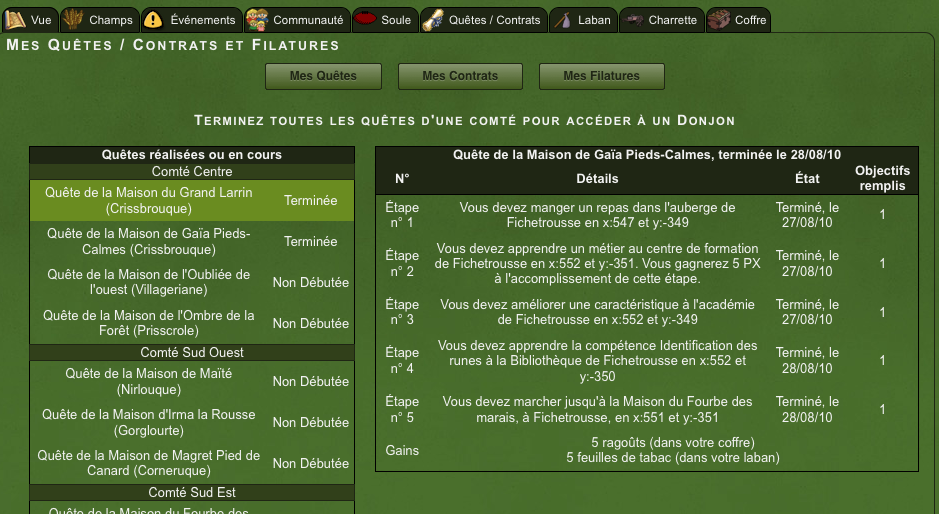 Vue Champs Événements Communauté Soule Quêtes / Contrats Laban Charrette Coffre
Mes Quêtes / Contrats et Filatures
Mes Quêtes Mes Contrats Mes Filatures
Terminez toutes les quêtes d'une comté pour accéder à un Donjon
Quêtes réalisées ou en cours
Comté Centre
Quête de la Maison du Grand Larrin
(Crissbrouque)
Terminée
Quête de la Maison de Gaïa Pieds-
Calmes (Crissbrouque)
Terminée
Quête de la Maison de l'Oubliée de
l'ouest (Villageriane)
Non Débutée
Quête de la Maison de l'Ombre de la
Forêt (Prisscrole)
Non Débutée
Comté Sud Ouest
Quête de la Maison de Maïté
(Nirlouque)
Non Débutée
Quête de la Maison d'Irma la Rousse
(Gorglourte)
Non Débutée
Quête de la Maison de Magret Pied de
Canard (Corneruque)
Non Débutée
Comté Sud Est
Quête de la Maison du Fourbe des
Quête de la Maison de Gaïa Pieds-Calmes, terminée le 28/08/10
N° Détails État Objectifs
remplis
Étape
n° 1
Vous devez manger un repas dans l'auberge de
Fichetrousse en x:547 et y:-349
Terminé, le
27/08/10
1
Étape
n° 2
Vous devez apprendre un métier au centre de formation
de Fichetrousse en x:552 et y:-351. Vous gagnerez 5 PX
à l'accomplissement de cette étape.
Terminé, le
27/08/10
1
Étape
n° 3
Vous devez améliorer une caractéristique à l'académie
de Fichetrousse en x:552 et y:-349
Terminé, le
27/08/10
1
Étape
n° 4
Vous devez apprendre la compétence Identification des
runes à la Bibliothèque de Fichetrousse en x:552 et
y:-350
Terminé, le
28/08/10
1
Étape
n° 5
Vous devez marcher jusqu'à la Maison du Fourbe des
marais, à Fichetrousse, en x:551 et y:-351
Terminé, le
28/08/10
1
Gains
5 ragoûts (dans votre coffre)
5 feuilles de tabac (dans votre laban)